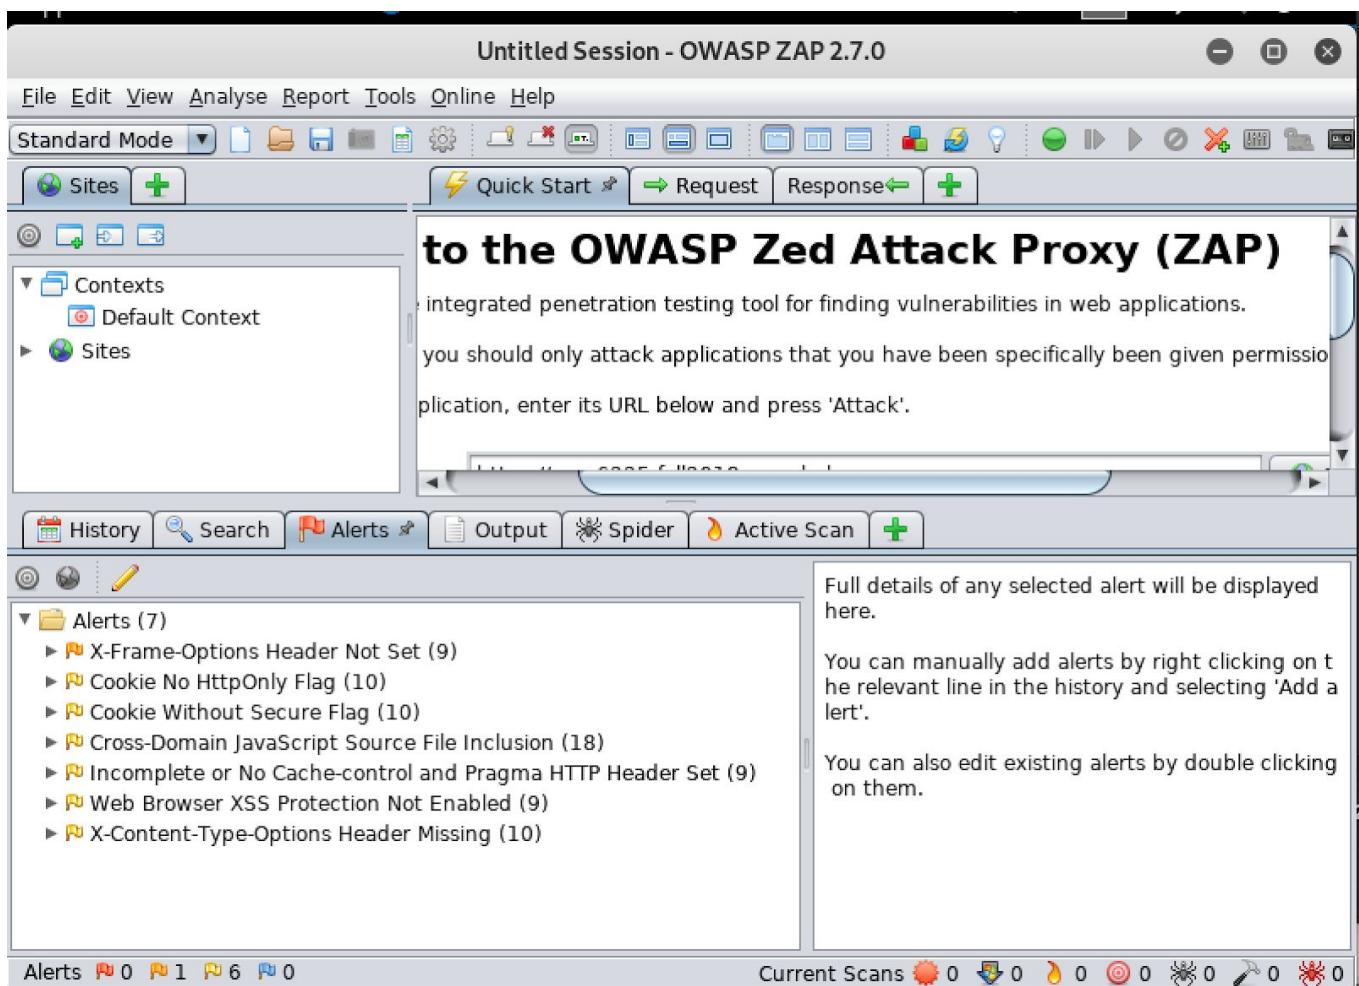 Untitled Session - OWASP ZAP 2.7.0
File Edit View Analyse Report Tools Online Help
Standard Mode
Sites
Quick Start
Request
Response
to the OWASP Zed Attack Proxy (ZAP)
integrated penetration testing tool for finding vulnerabilities in web applications.
you should only attack applications that you have been specifically been given permissio
plication, enter its URL below and press 'Attack'.
Contexts
Default Context
Sites
History
Search
Alerts
Output
Spider
Active Scan
Alerts (7)
X-Frame-Options Header Not Set (9)
Cookie No HttpOnly Flag (10)
Cookie Without Secure Flag (10)
Cross-Domain JavaScript Source File Inclusion (18)
Incomplete or No Cache-control and Pragma HTTP Header Set (9)
Web Browser XSS Protection Not Enabled (9)
X-Content-Type-Options Header Missing (10)
Full details of any selected alert will be displayed
here.
You can manually add alerts by right clicking on t
he relevant line in the history and selecting 'Add a
lert'.
You can also edit existing alerts by double clicking
on them.
Alerts 0 1 6 0
Current Scans 0 0 0 0 0 0 0